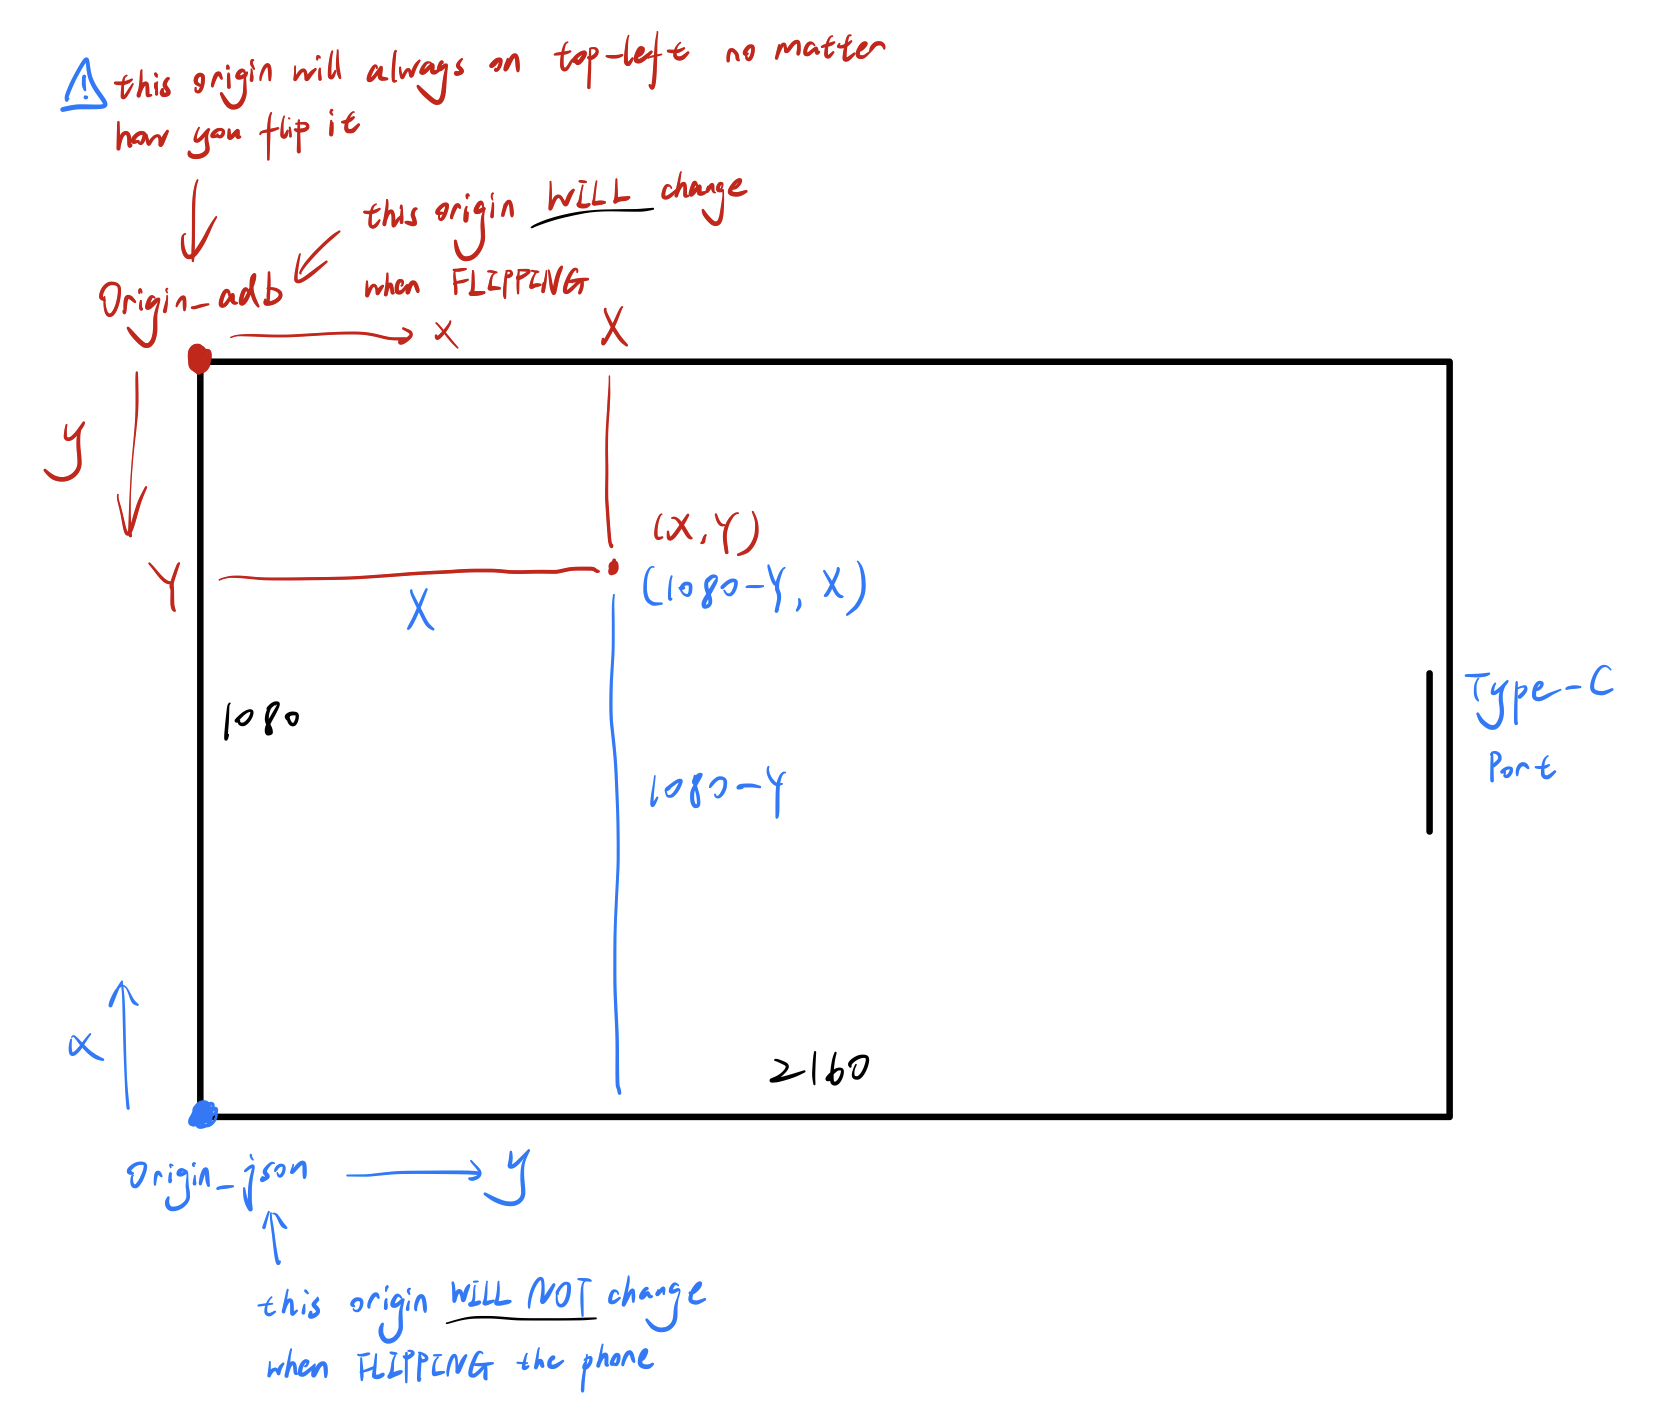 this origin will always on top-left no matter
how you flip it
this origin WILL change
when FLIPPING
Origin_adb
x
X
y
(X,Y)
Y
(1080-Y, X)
X
1080
Type-C
Port
1080-Y
x
2160
Origin_json
y
this origin WILL NOT change
when FLIPPING the phone